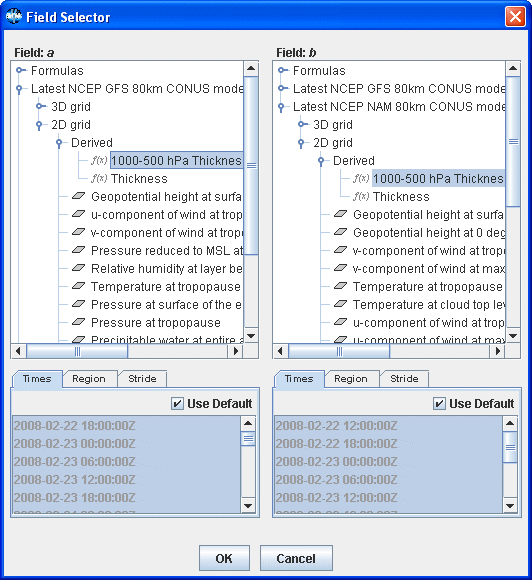 Field Selector
Field: a
Formulas
Latest NCEP GFS 80km CONUS mode
3D grid
2D grid
Derived
f(x) 1000-500 hPa Thicknes
f(x) Thickness
Geopotential height at surfa
u-component of wind at trop
v-component of wind at tropo
Pressure reduced to MSL at
Relative humidity at layer be
Temperature at tropopause
Pressure at surface of the e
Pressure at tropopause
Precipitable water at entire a
Times Region Stride
Use Default
2008-02-22 18:00:00Z
2008-02-23 00:00:00Z
2008-02-23 06:00:00Z
2008-02-23 12:00:00Z
2008-02-23 18:00:00Z
Field: b
Formulas
Latest NCEP GFS 80km CONUS mode
Latest NCEP NAM 80km CONUS mode
3D grid
2D grid
Derived
f(x) 1000-500 hPa Thicknes
f(x) Thickness
Geopotential height at surfa
Geopotential height at 0 deg
v-component of wind at tropo
v-component of wind at max
Temperature at tropopause
Temperature at cloud top lev
u-component of wind at trop
u-component of wind at max
Times Region Stride
Use Default
2008-02-22 12:00:00Z
2008-02-22 18:00:00Z
2008-02-23 00:00:00Z
2008-02-23 06:00:00Z
2008-02-23 12:00:00Z
OK Cancel